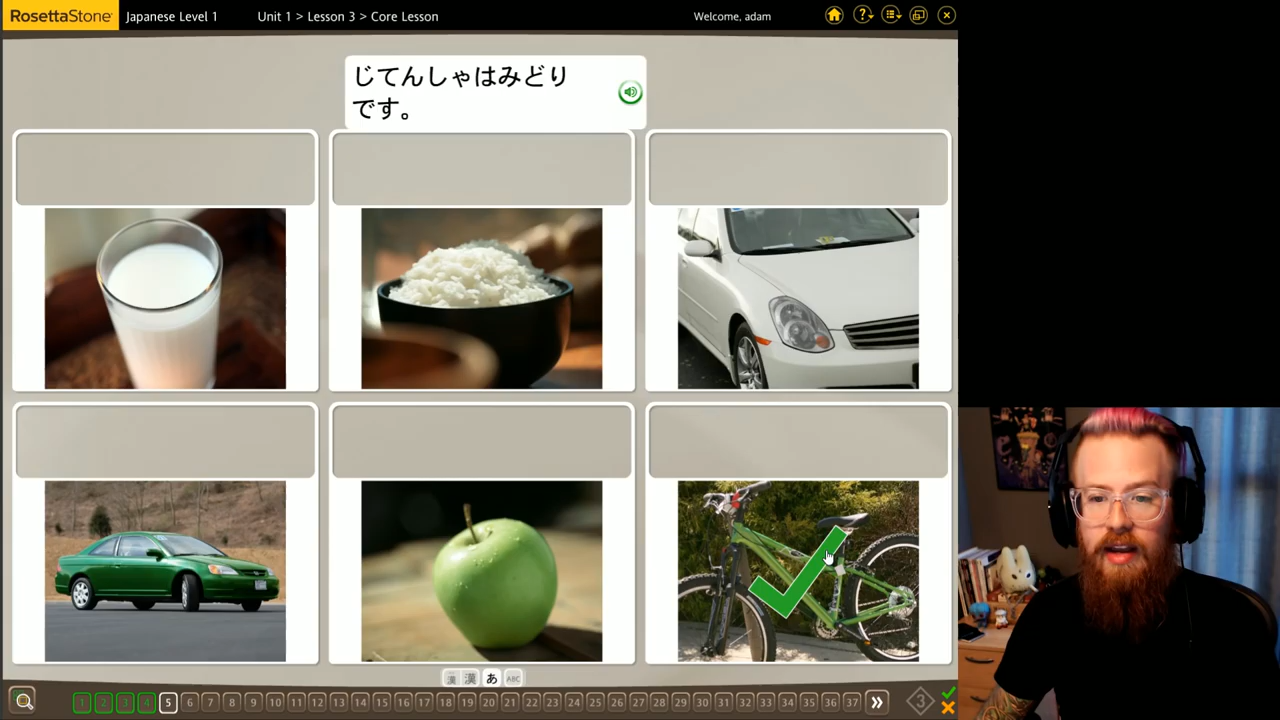 RosettaStone Japanese Level 1 Unit 1 > Lesson 3 > Core Lesson Welcome, adam
じてんしゃはみどり
です。
漢 漢 あ ABC
1 2 3 4 5 6 7 8 9 10 11 12 13 14 15 16 17 18 19 20 21 22 23 24 25 26 27 28 29 30 31 32 33 34 35 36 37 3